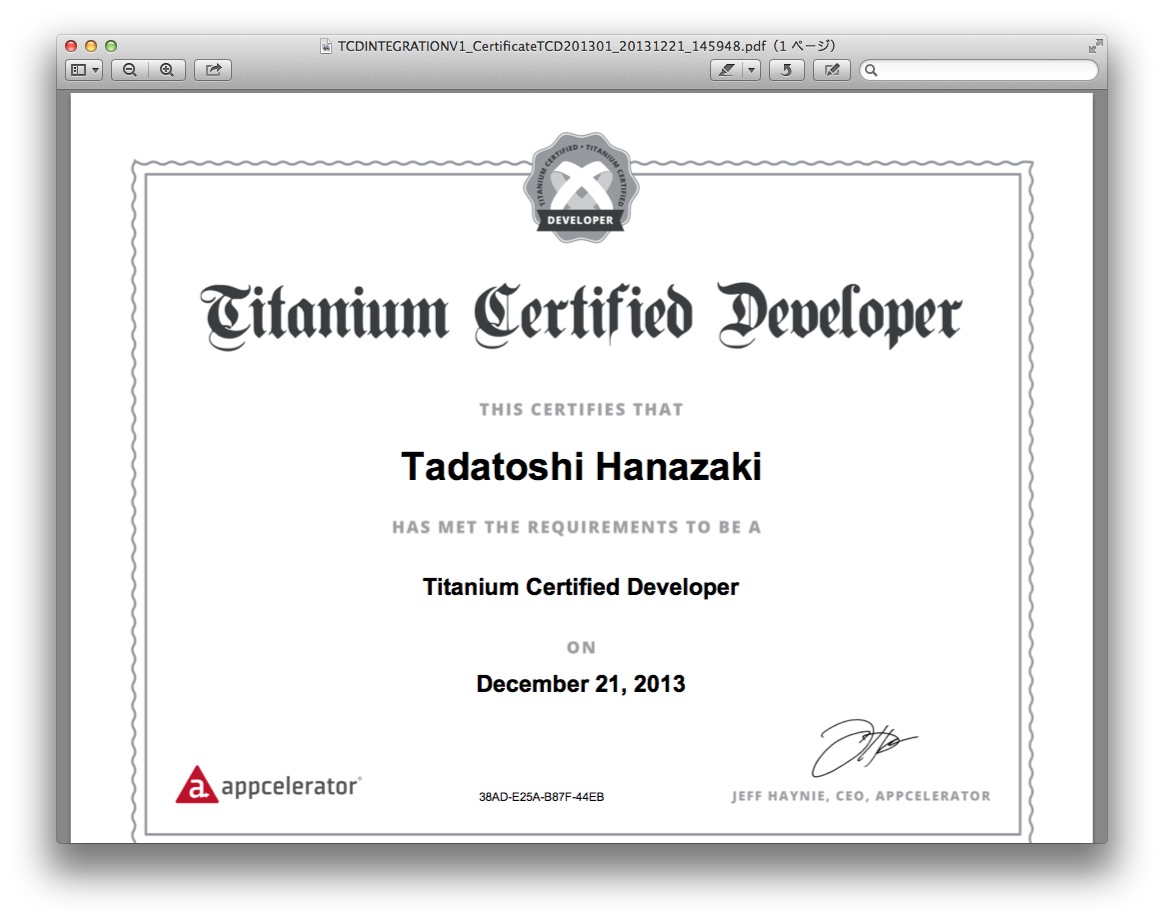 TCDINTEGRATIONV1_CertificateTCD201301_20131221_145948.pdf（1 ページ）
TITANIUM CERTIFIED • TITANIUM CERTIFIED
DEVELOPER
Titanium Certified Developer
THIS CERTIFIES THAT
Tadatoshi Hanazaki
HAS MET THE REQUIREMENTS TO BE A
Titanium Certified Developer
ON
December 21, 2013
a. appcelerator®
38AD-E25A-B87F-44EB
JEFF HAYNIE, CEO, APPCELERATOR